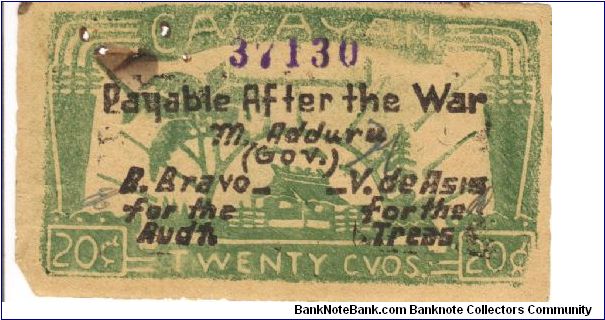 CAGAYAN
37130
Payable After the War
M. Adduru
(Gov.)
B. Bravo _ _ V. de Asis
for the for the
Audt. Treas.
20¢ TWENTY CVOS. 20¢
BankNoteBank.com Banknote Collectors Community